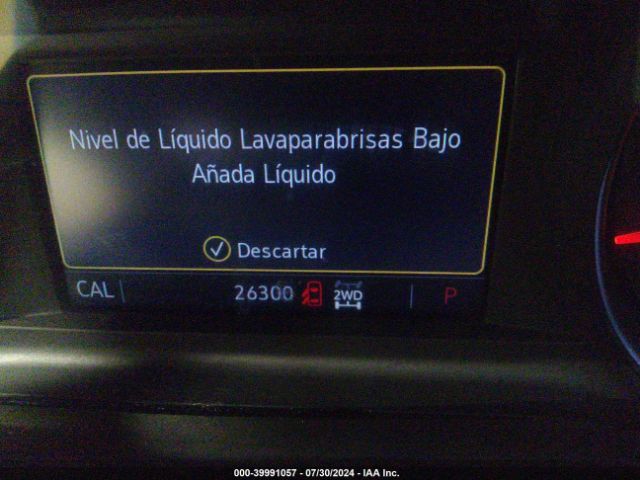 Nivel de Líquido Lavaparabrisas Bajo
Añada Líquido
Descartar
CAL 26300 2WD P
000-39991057 - 07/30/2024 - IAA Inc.